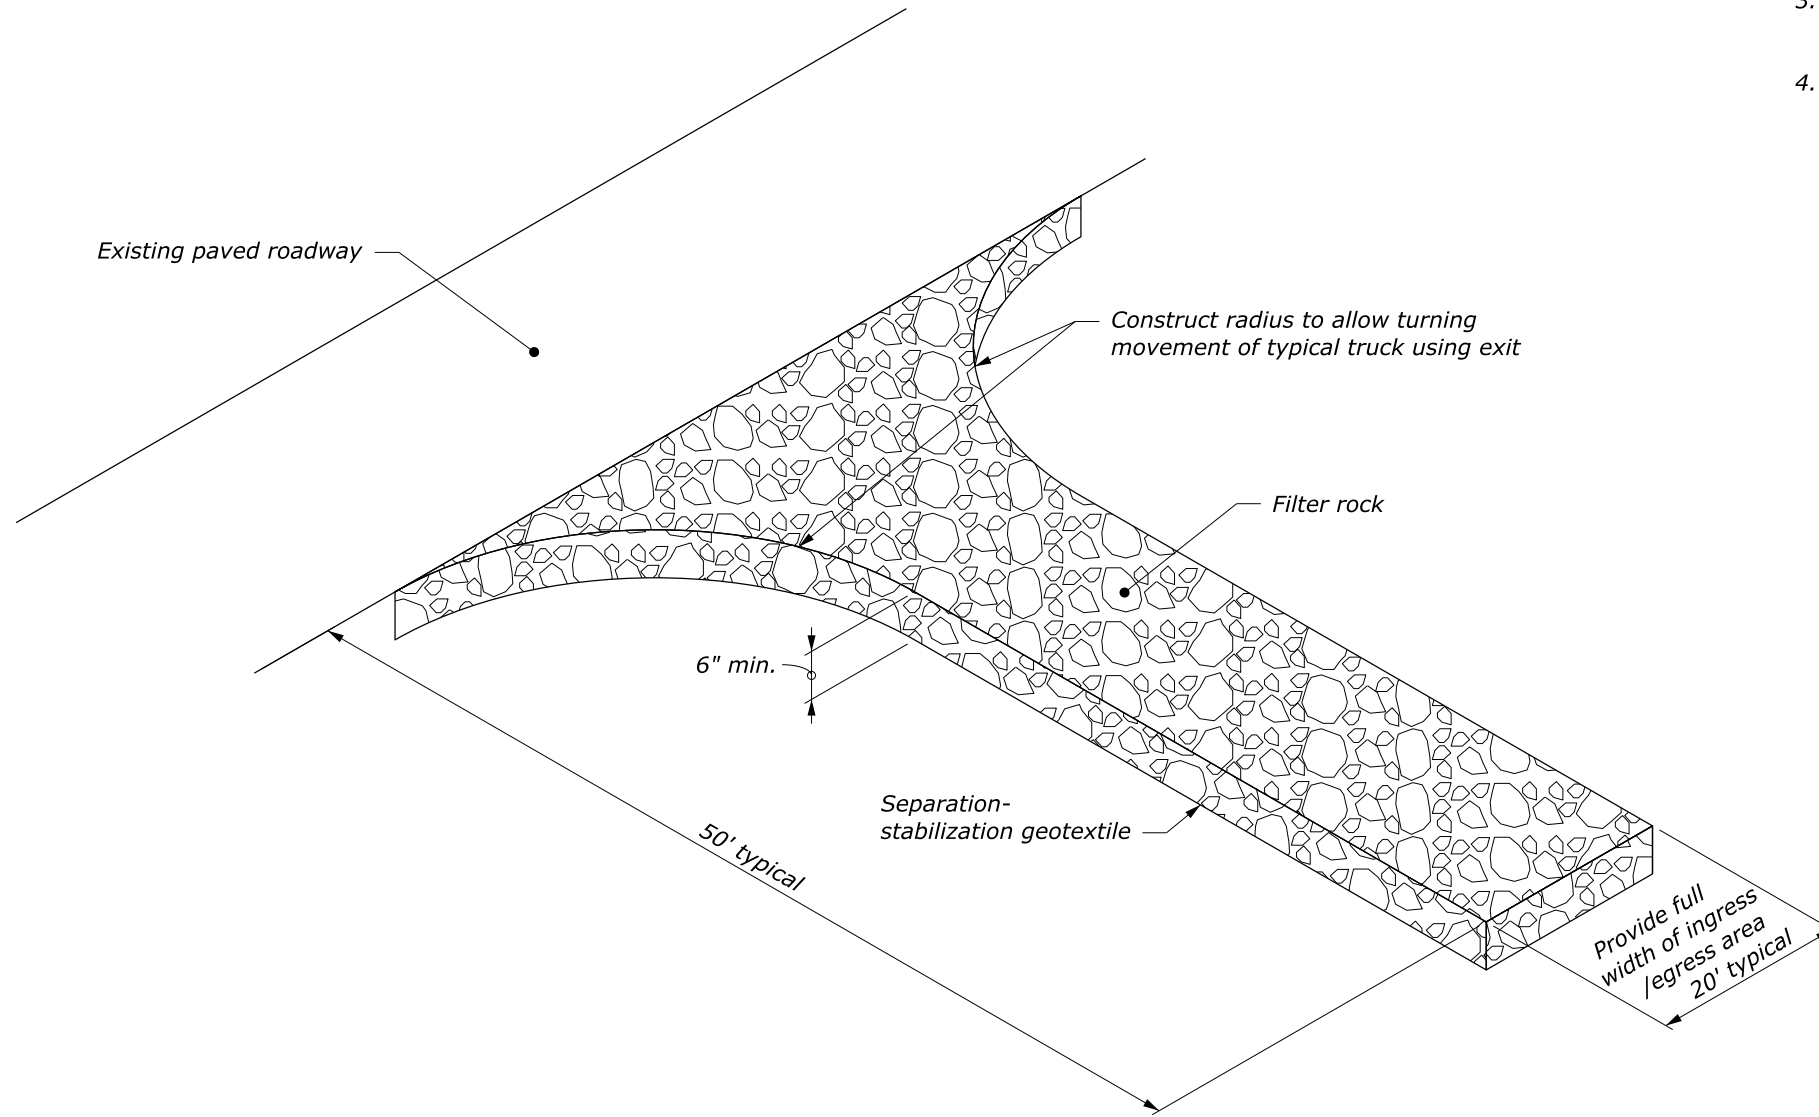 3.
4.
Existing paved roadway
Construct radius to allow turning
movement of typical truck using exit
Filter rock
6" min.
Separation-
stabilization geotextile
50' typical
Provide full
width of ingress
/egress area
20' typical